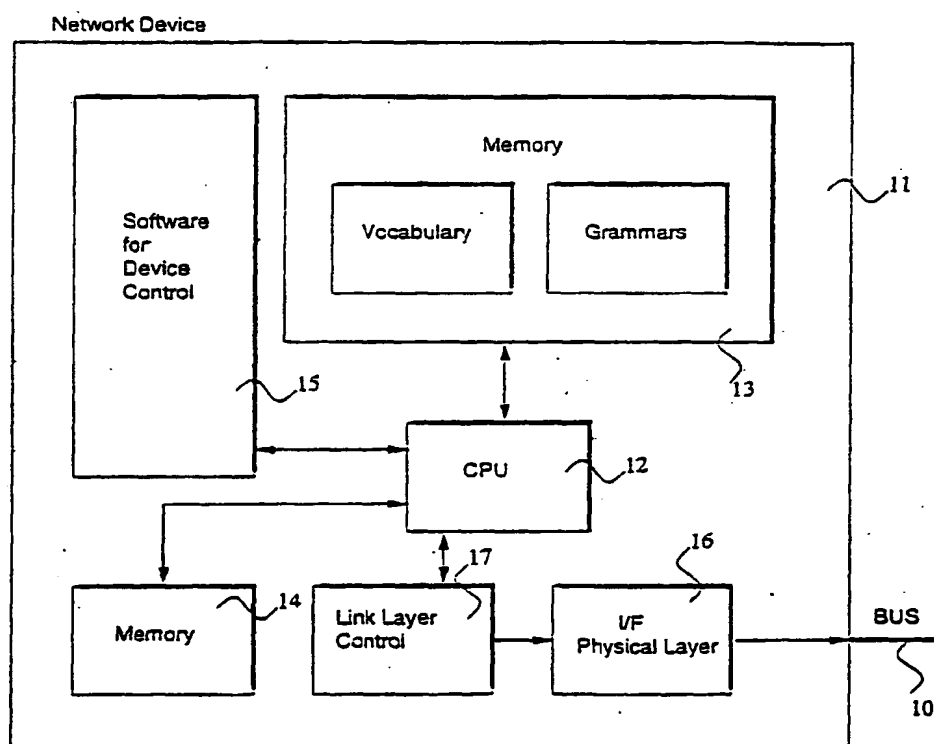 Network Device
Memory
11
Software
for
Device
Control
Vocabulary
Grammars
13
15
CPU
12
17
16
14
Memory
Link Layer
Control
I/F
Physical Layer
BUS
10